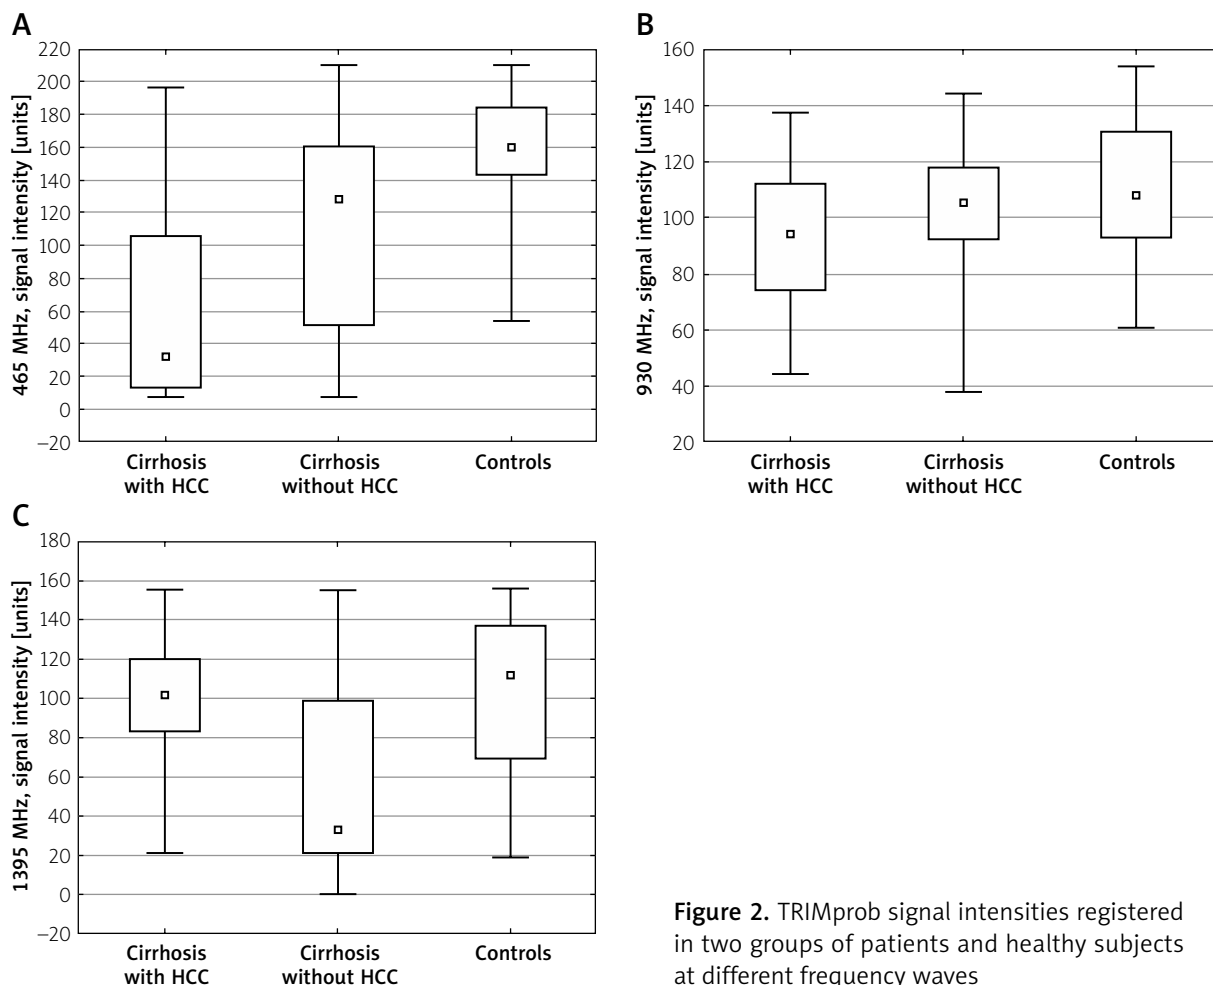 A
465 MHz, signal intensity [units]
220
200
180
160
140
120
100
80
60
40
20
0
–20
Cirrhosis with HCC
Cirrhosis without HCC
Controls
B
930 MHz, signal intensity [units]
160
140
120
100
80
60
40
20
Cirrhosis with HCC
Cirrhosis without HCC
Controls
C
1395 MHz, signal intensity [units]
180
160
140
120
100
80
60
40
20
0
–20
Cirrhosis with HCC
Cirrhosis without HCC
Controls
Figure 2. TRIMprob signal intensities registered
in two groups of patients and healthy subjects
at different frequency waves